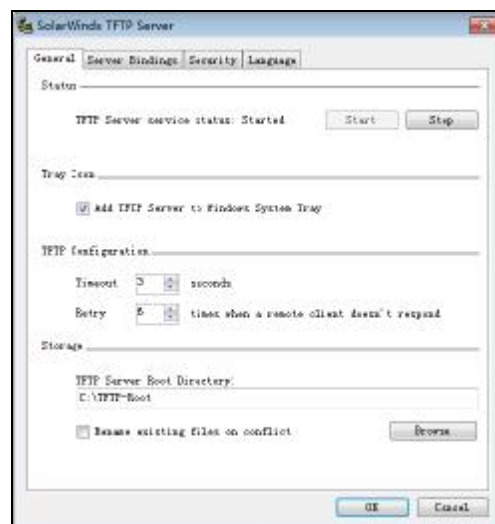 SolarWinds TFTP Server
General Server Bindings Security Language
Status
TFTP Server service status: Started Start Stop
Tray Icon
Add TFTP Server to Windows System Tray
TFTP Configuration
Timeout 3 seconds
Retry 6 times when a remote client doesn't respond
Storage
TFTP Server Root Directory:
C:\TFTP-Root
Rename existing files on conflict Browse
OK Cancel